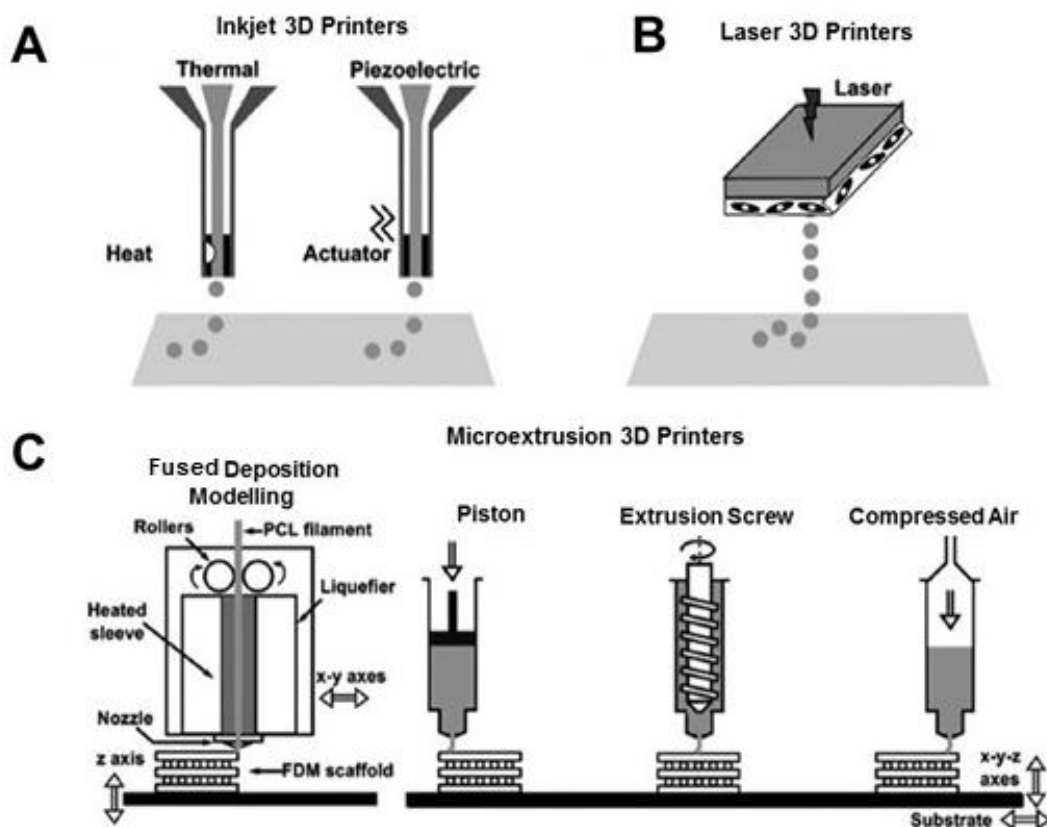 A
Inkjet 3D Printers
Thermal
Piezoelectric
Heat
Actuator
B
Laser 3D Printers
Laser
C
Microextrusion 3D Printers
Fused Deposition
Modelling
Rollers
PCL filament
Liquefier
Heated
sleeve
x-y axes
Nozzle
z axis
FDM scaffold
Piston
Extrusion Screw
Compressed Air
x-y-z
axes
Substrate